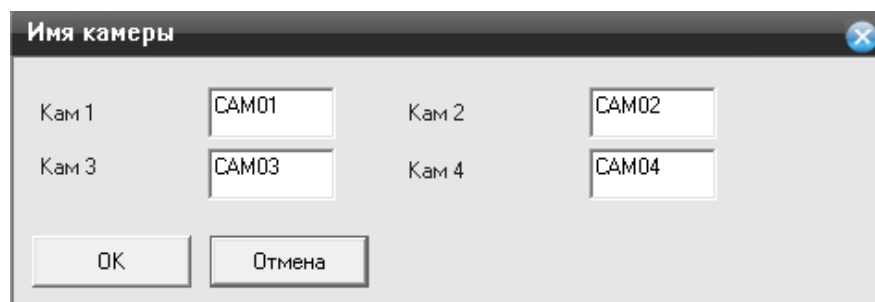 Имя камеры
Кам 1 CAM01 Кам 2 CAM02
Кам 3 CAM03 Кам 4 CAM04
OK Отмена